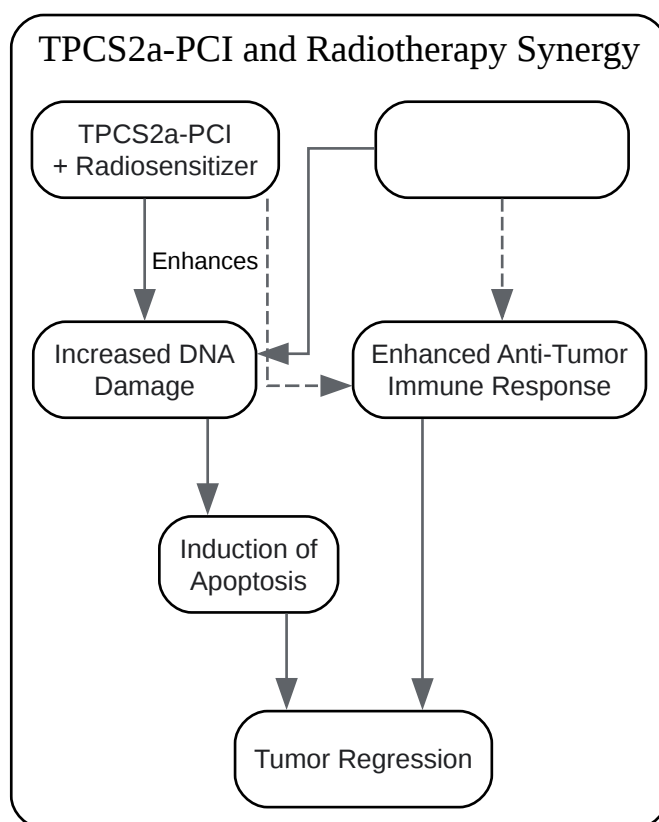 TPCS2a-PCI and Radiotherapy Synergy
TPCS2a-PCI
+ Radiosensitizer
Enhances
Increased DNA
Damage
Enhanced Anti-Tumor
Immune Response
Induction of
Apoptosis
Tumor Regression